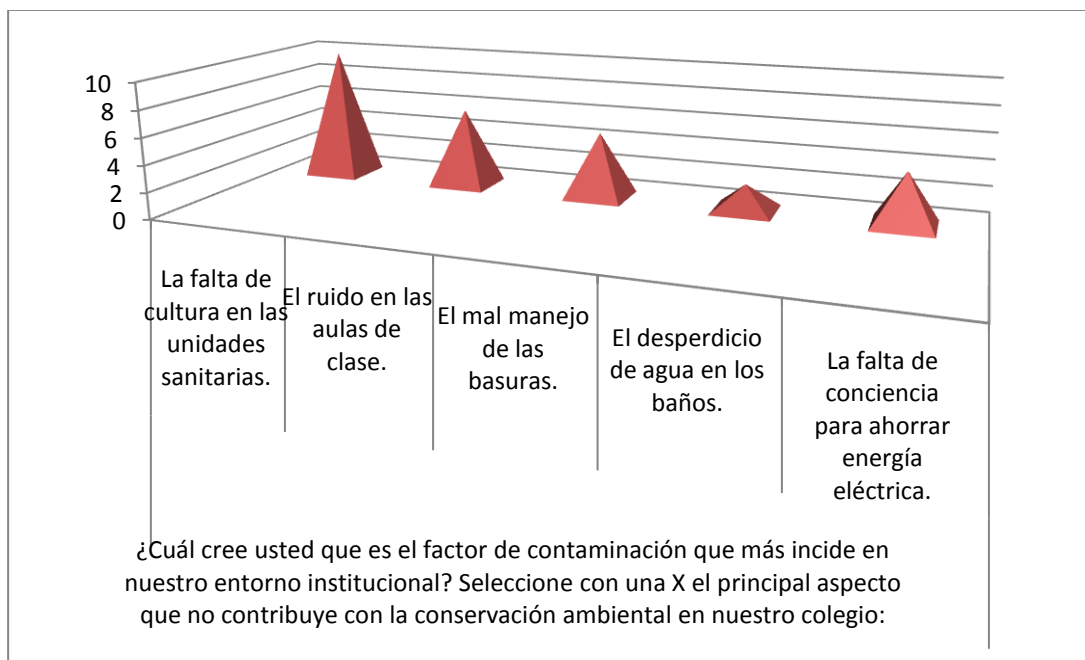 10
8
6
4
2
0
La falta de
cultura en las
unidades
sanitarias.
El ruido en las
aulas de
clase.
El mal manejo
de las
basuras.
El desperdicio
de agua en los
baños.
La falta de
conciencia
para ahorrar
energía
eléctrica.
¿Cuál cree usted que es el factor de contaminación que más incide en
nuestro entorno institucional? Seleccione con una X el principal aspecto
que no contribuye con la conservación ambiental en nuestro colegio: